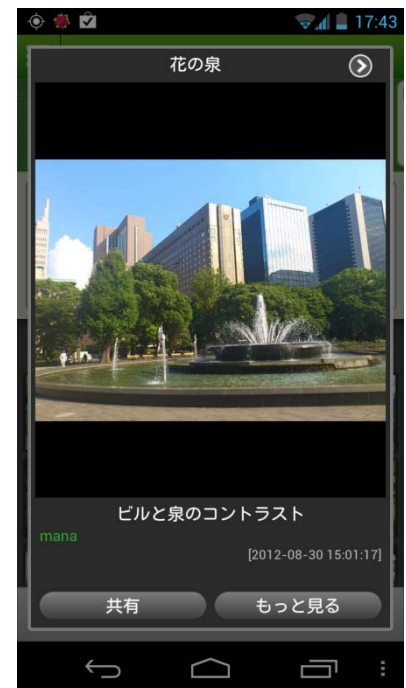 17:43
花の泉
ビルと泉のコントラスト
mana
[2012-08-30 15:01:17]
共有
もっと見る